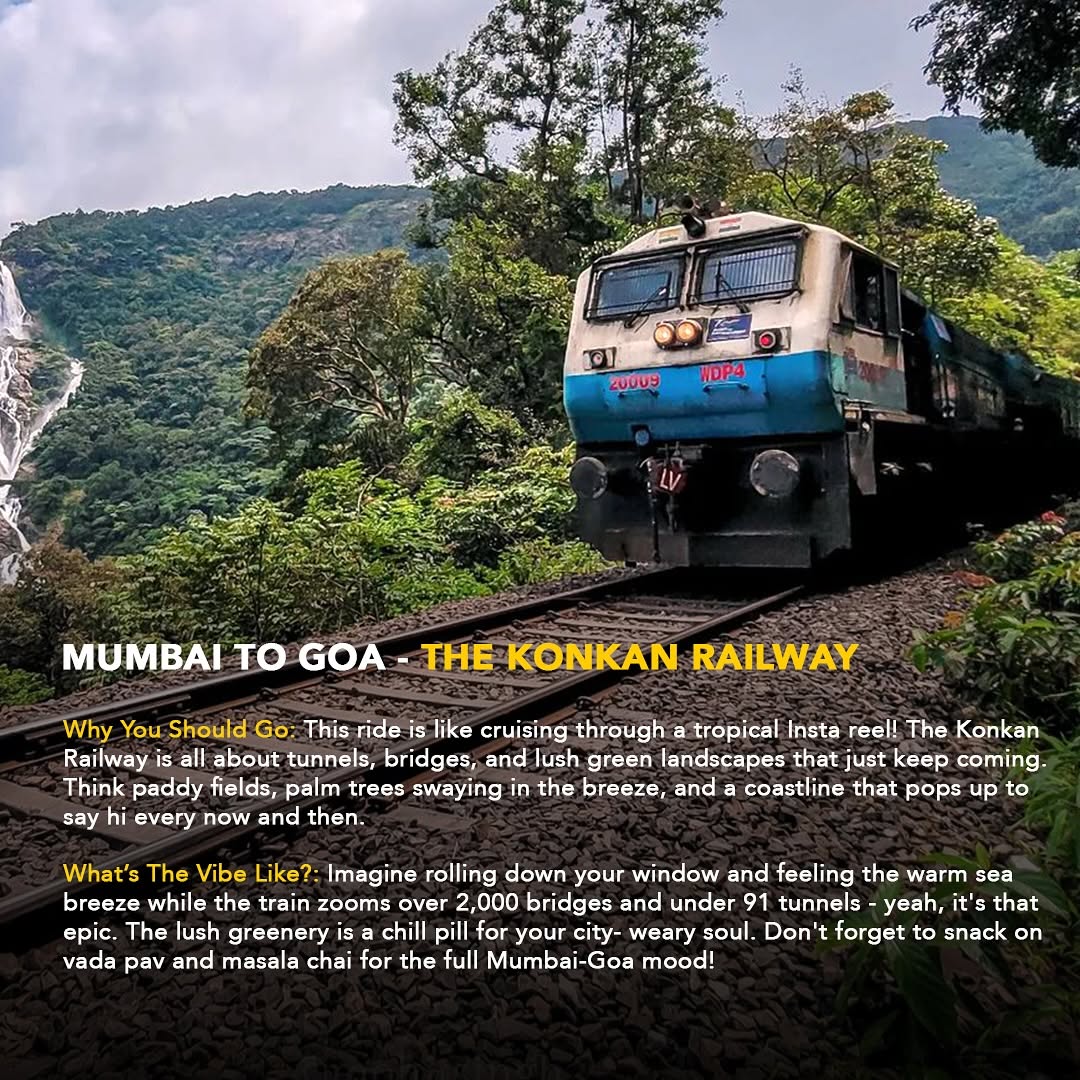 20009 WDP4
LV
MUMBAI TO GOA - THE KONKAN RAILWAY
Why You Should Go: This ride is like cruising through a tropical Insta reel! The Konkan
Railway is all about tunnels, bridges, and lush green landscapes that just keep coming.
Think paddy fields, palm trees swaying in the breeze, and a coastline that pops up to
say hi every now and then.
What's The Vibe Like?: Imagine rolling down your window and feeling the warm sea
breeze while the train zooms over 2,000 bridges and under 91 tunnels - yeah, it's that
epic. The lush greenery is a chill pill for your city- weary soul. Don't forget to snack on
vada pav and masala chai for the full Mumbai-Goa mood!